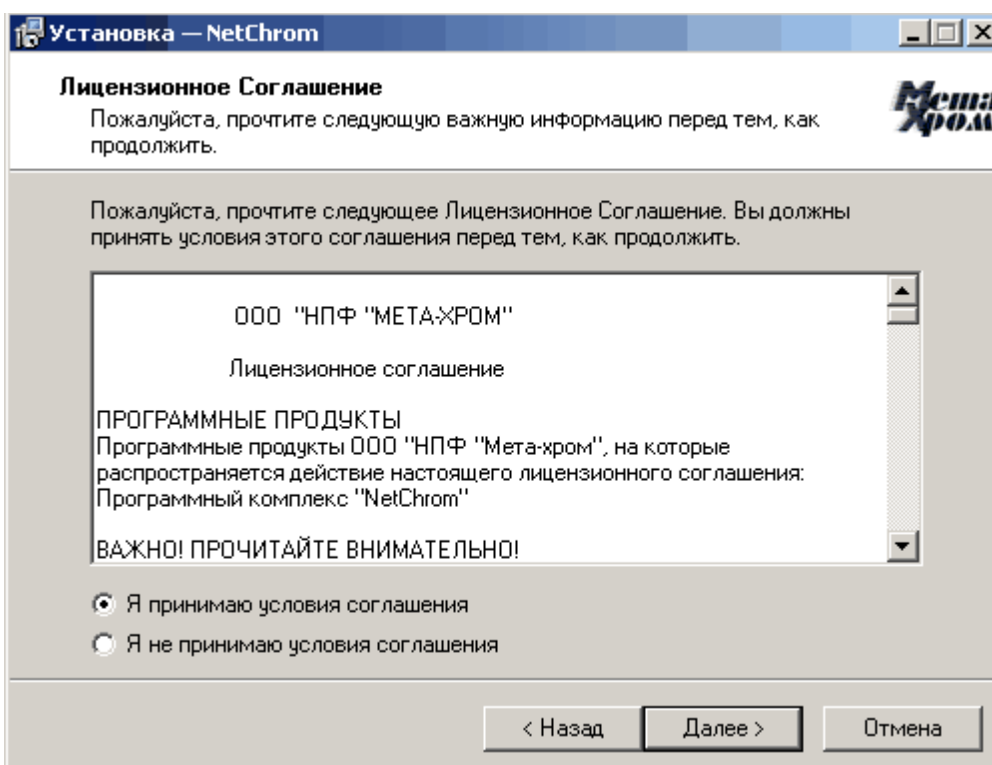 Установка — NetChrom
Лицензионное Соглашение
Пожалуйста, прочтите следующую важную информацию перед тем, как
продолжить.
Мета
Хром
Пожалуйста, прочтите следующее Лицензионное Соглашение. Вы должны
принять условия этого соглашения перед тем, как продолжить.
ООО "НПФ "МЕТА-ХРОМ"
Лицензионное соглашение
ПРОГРАММНЫЕ ПРОДУКТЫ
Программные продукты ООО "НПФ "Мета-хром", на которые
распространяется действие настоящего лицензионного соглашения:
Программный комплекс "NetChrom"
ВАЖНО! ПРОЧИТАЙТЕ ВНИМАТЕЛЬНО!
Я принимаю условия соглашения
Я не принимаю условия соглашения
< Назад
Далее >
Отмена